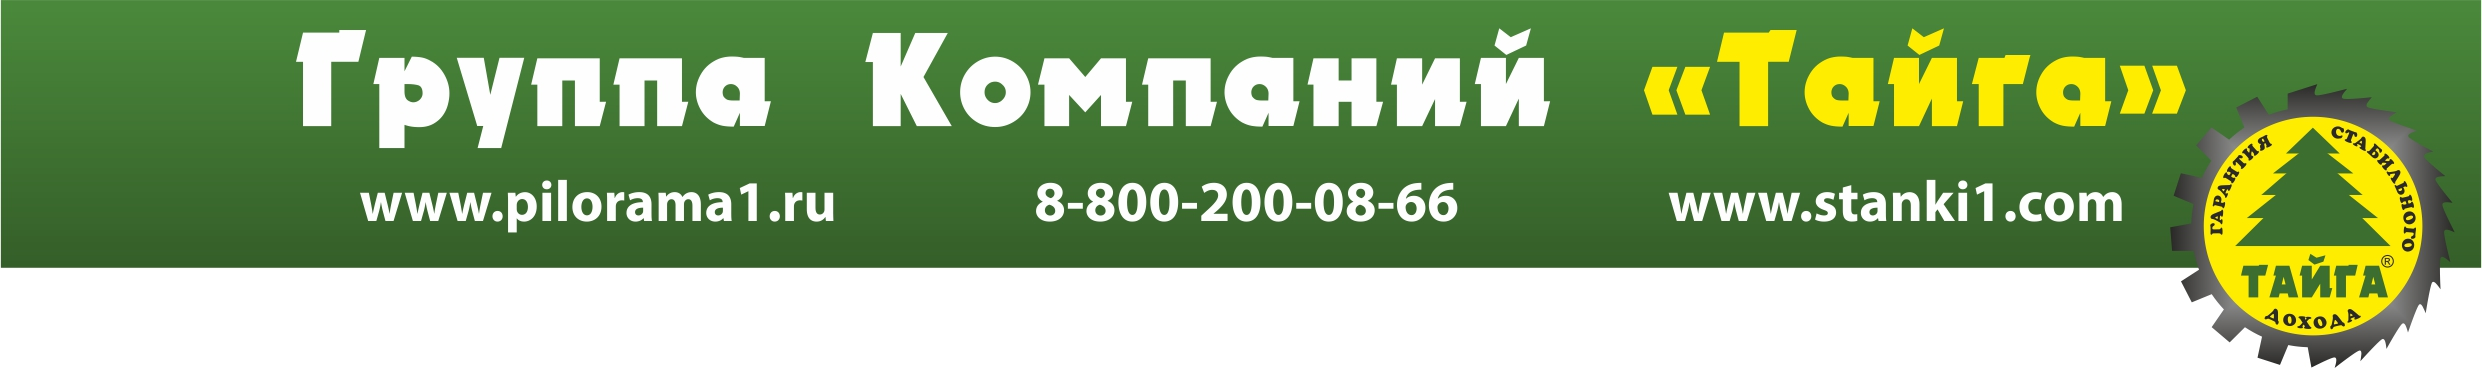 Группа Компаний «Тайга»
www.pilorama1.ru 8-800-200-08-66 www.stanki1.com
ГАРАНТИЯ СТАБИЛЬНОГО
ТАЙГА®
ДОХОДА